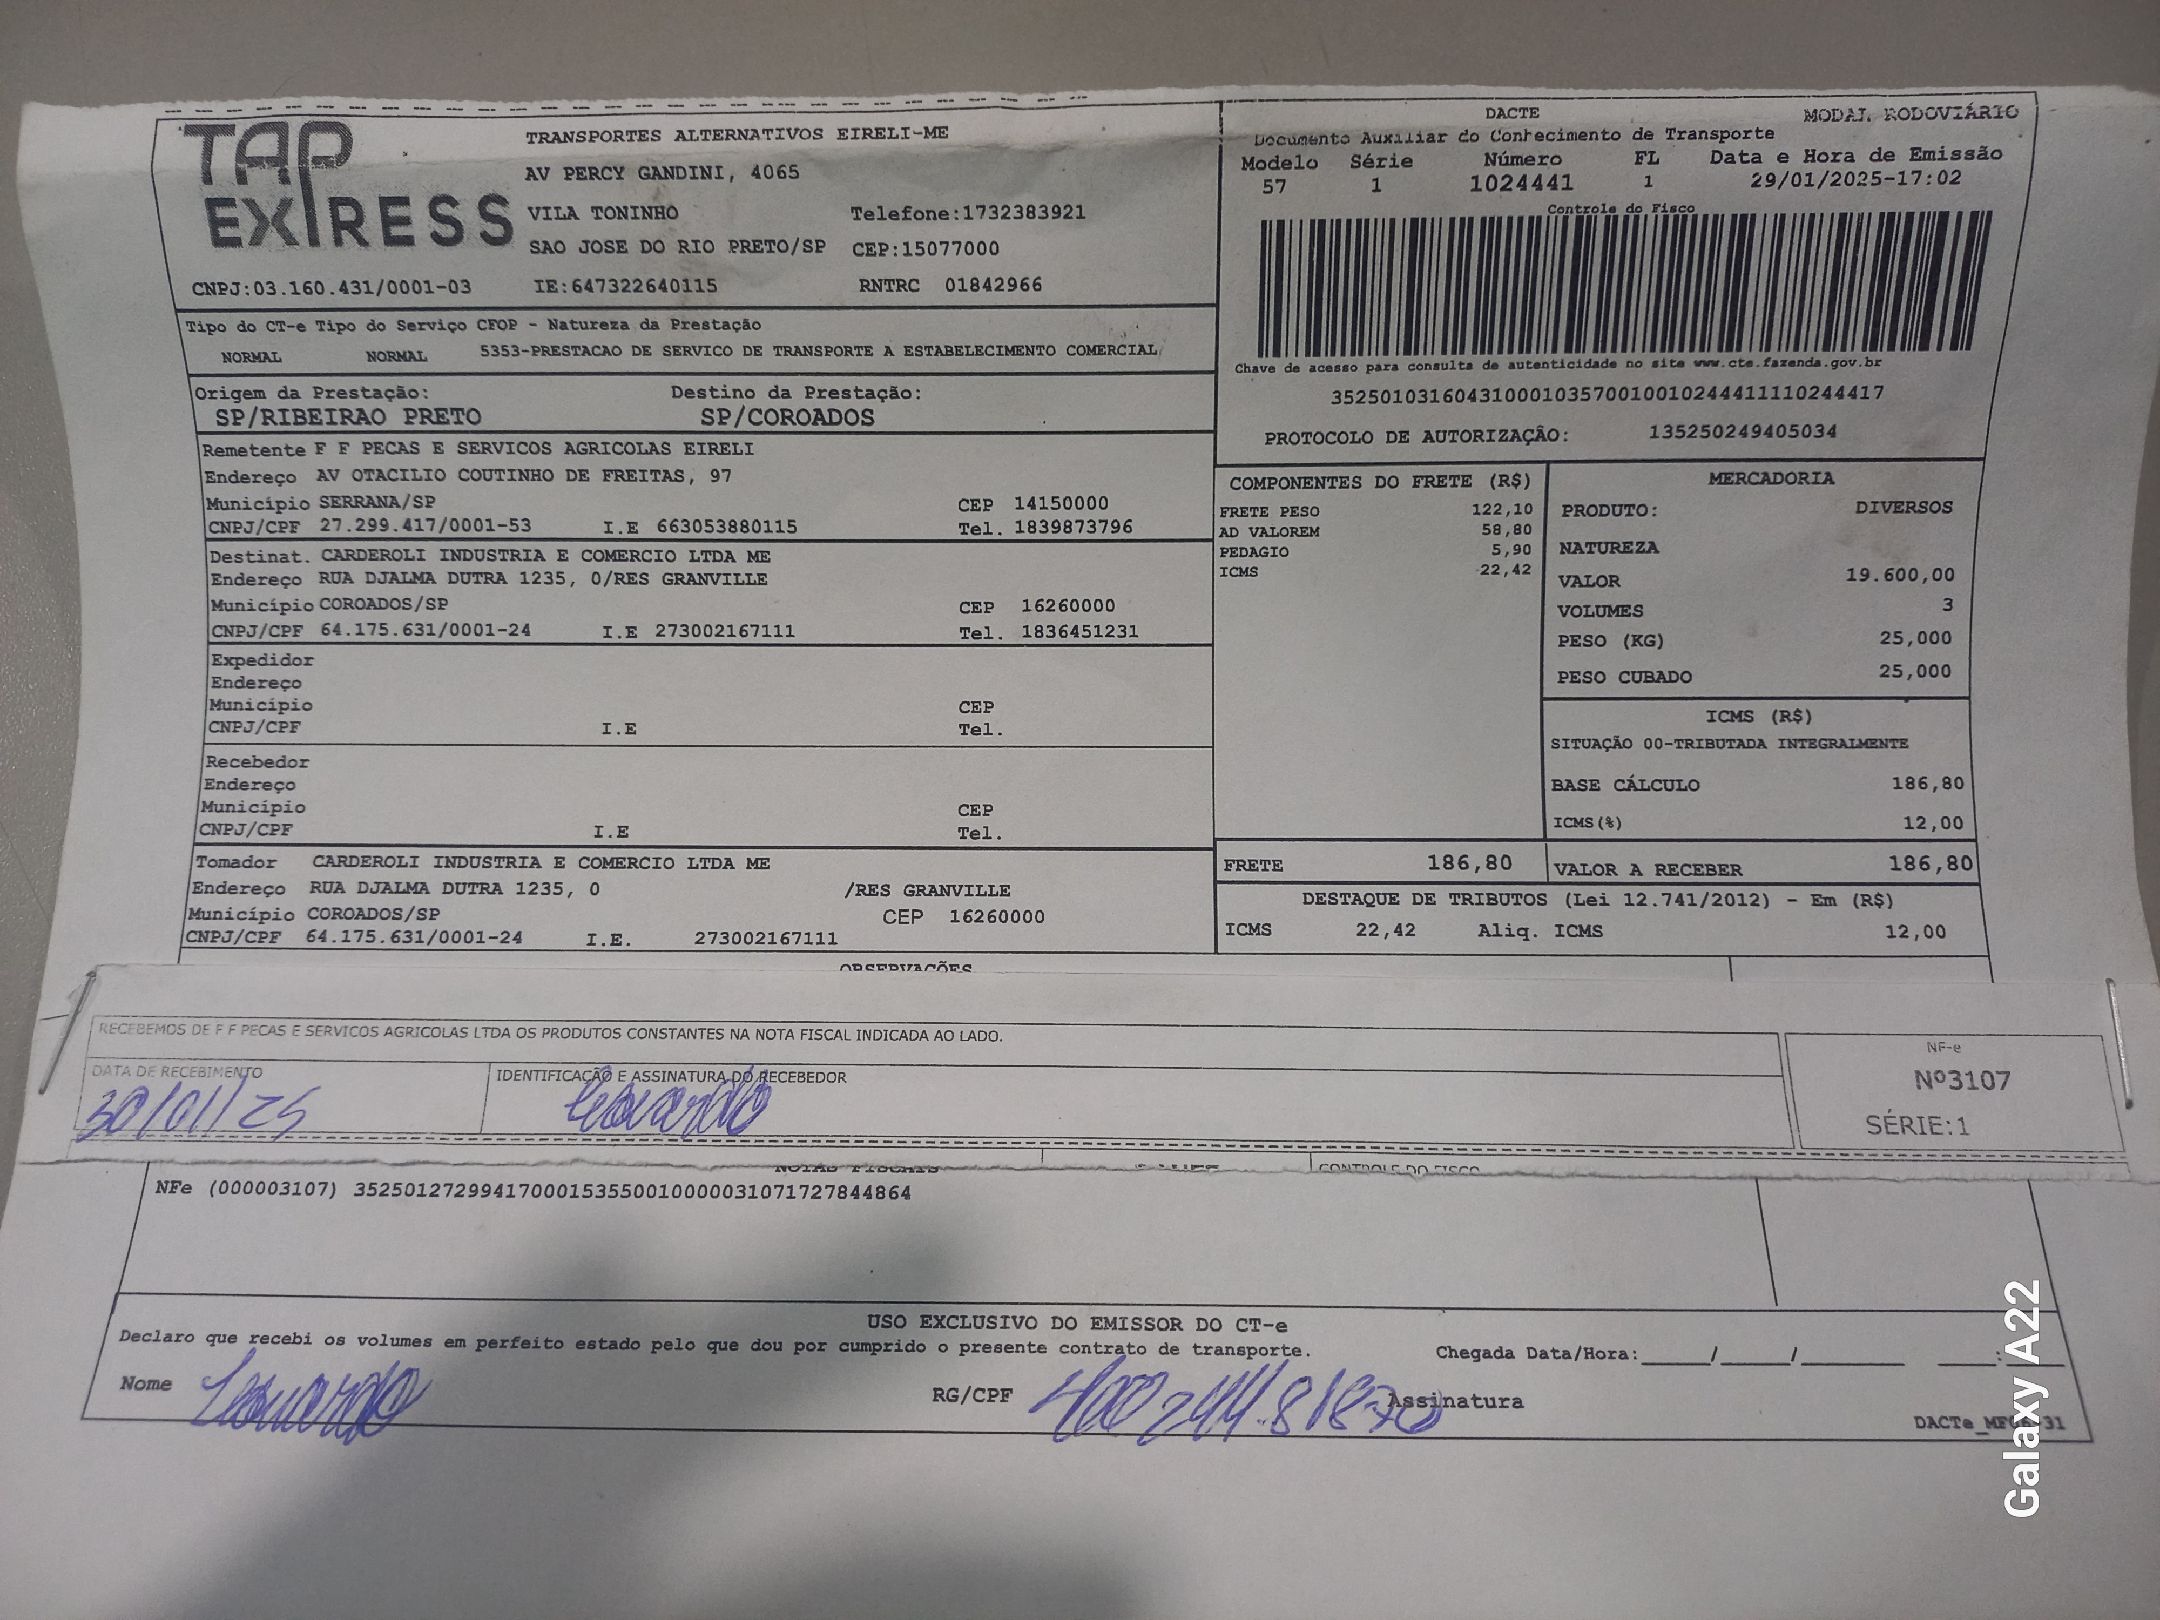 TAP EXPRESS
TRANSPORTES ALTERNATIVOS EIRELI-ME
AV PERCY GANDINI, 4065
VILA TONINHO Telefone:1732383921
SAO JOSE DO RIO PRETO/SP CEP:15077000
CNPJ:03.160.431/0001-03 IE:647322640115 RNTRC 01842966
DACTE MODAL RODOVIÁRIO
Documento Auxiliar do Conhecimento de Transporte
Modelo Série Número FL Data e Hora de Emissão
57 1 1024441 1 29/01/2025-17:02
Controle do Fisco
Chave de acesso para consulta de autenticidade no site www.cte.fazenda.gov.br
35250103160431000103570010010244411110244417
PROTOCOLO DE AUTORIZAÇÃO: 135250249405034
Tipo do CT-e Tipo do Serviço CFOP - Natureza da Prestação
NORMAL NORMAL 5353-PRESTACAO DE SERVICO DE TRANSPORTE A ESTABELECIMENTO COMERCIAL
Origem da Prestação: Destino da Prestação:
SP/RIBEIRAO PRETO SP/COROADOS
Remetente F F PECAS E SERVICOS AGRICOLAS EIRELI
Endereço AV OTACILIO COUTINHO DE FREITAS, 97
Município SERRANA/SP CEP 14150000
CNPJ/CPF 27.299.417/0001-53 I.E 663053880115 Tel. 1839873796
Destinat. CARDEROLI INDUSTRIA E COMERCIO LTDA ME
Endereço RUA DJALMA DUTRA 1235, 0/RES GRANVILLE
Município COROADOS/SP CEP 16260000
CNPJ/CPF 64.175.631/0001-24 I.E 273002167111 Tel. 1836451231
Expedidor
Endereço
Município CEP
CNPJ/CPF I.E Tel.
Recebedor
Endereço
Município CEP
CNPJ/CPF I.E Tel.
Tomador CARDEROLI INDUSTRIA E COMERCIO LTDA ME
Endereço RUA DJALMA DUTRA 1235, 0 /RES GRANVILLE
Município COROADOS/SP CEP 16260000
CNPJ/CPF 64.175.631/0001-24 I.E. 273002167111
COMPONENTES DO FRETE (R$)
FRETE PESO 122,10
AD VALOREM 58,80
PEDAGIO 5,90
ICMS 22,42
MERCADORIA
PRODUTO: DIVERSOS
NATUREZA
VALOR 19.600,00
VOLUMES 3
PESO (KG) 25,000
PESO CUBADO 25,000
ICMS (R$)
SITUAÇÃO 00-TRIBUTADA INTEGRALMENTE
BASE CÁLCULO 186,80
ICMS(%) 12,00
FRETE 186,80 VALOR A RECEBER 186,80
DESTAQUE DE TRIBUTOS (Lei 12.741/2012) - Em (R$)
ICMS 22,42 Aliq. ICMS 12,00
OBSERVAÇÕES
RECEBEMOS DE F F PECAS E SERVICOS AGRICOLAS LTDA OS PRODUTOS CONSTANTES NA NOTA FISCAL INDICADA AO LADO.
DATA DE RECEBIMENTO IDENTIFICAÇÃO E ASSINATURA DO RECEBEDOR
30/01/25 Leonardo
NF-e
Nº3107
SÉRIE:1
NOTAS FISCAIS CONTROLE DO FISCO
NFe (000003107) 35250127299417000153550010000031071727844864
USO EXCLUSIVO DO EMISSOR DO CT-e
Declaro que recebi os volumes em perfeito estado pelo que dou por cumprido o presente contrato de transporte. Chegada Data/Hora:____/____/______ ___:___
Nome Leonardo RG/CPF Assinatura
Galaxy A22